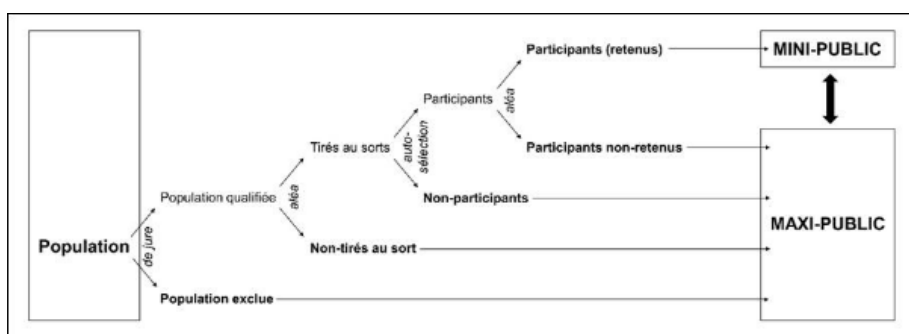 Participants (retenus)
MINI-PUBLIC
Participants
aléa
Tirés au sorts
auto-
sélection
Participants non-retenus
Population qualifiée
aléa
Non-participants
MAXI-PUBLIC
Population
de jure
Non-tirés au sort
Population exclue